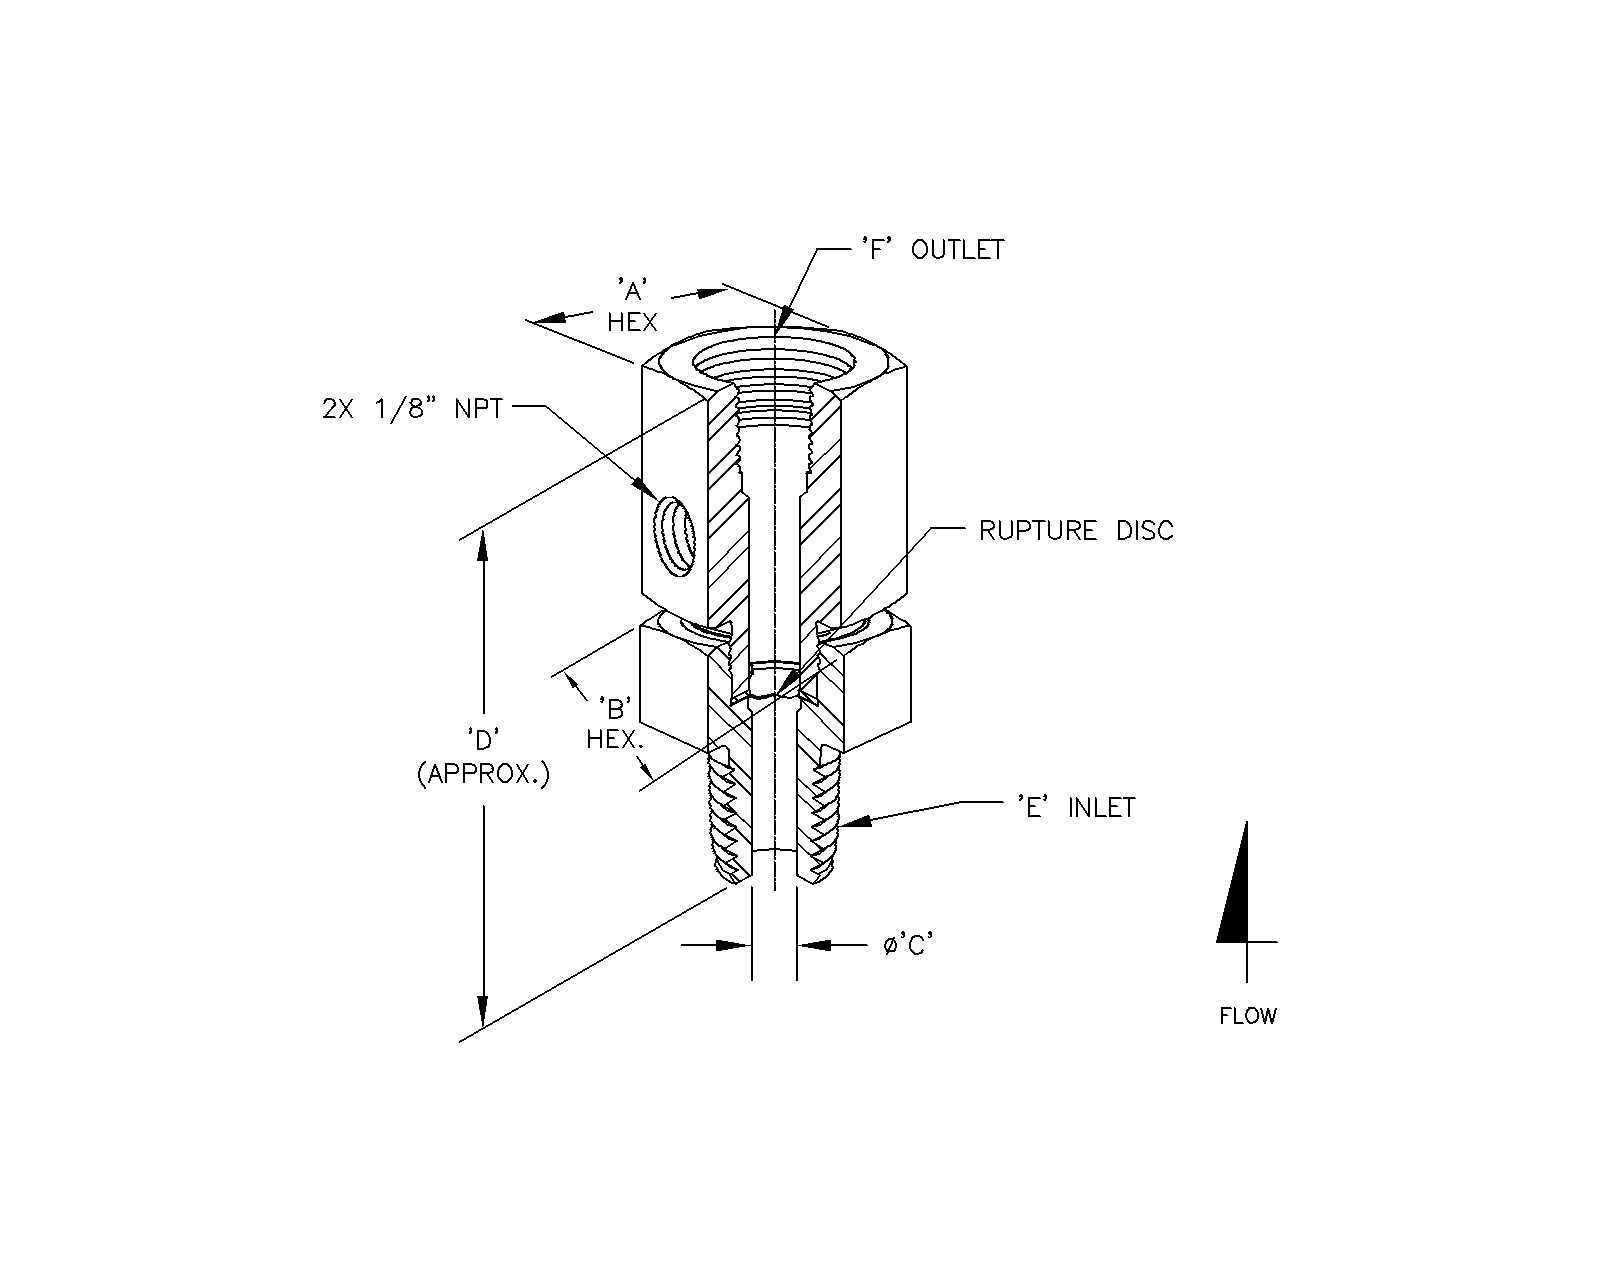 'F' OUTLET
'A'
HEX
2X 1/8" NPT
RUPTURE DISC
'B'
HEX.
'D'
(APPROX.)
'E' INLET
Ø'C'
FLOW